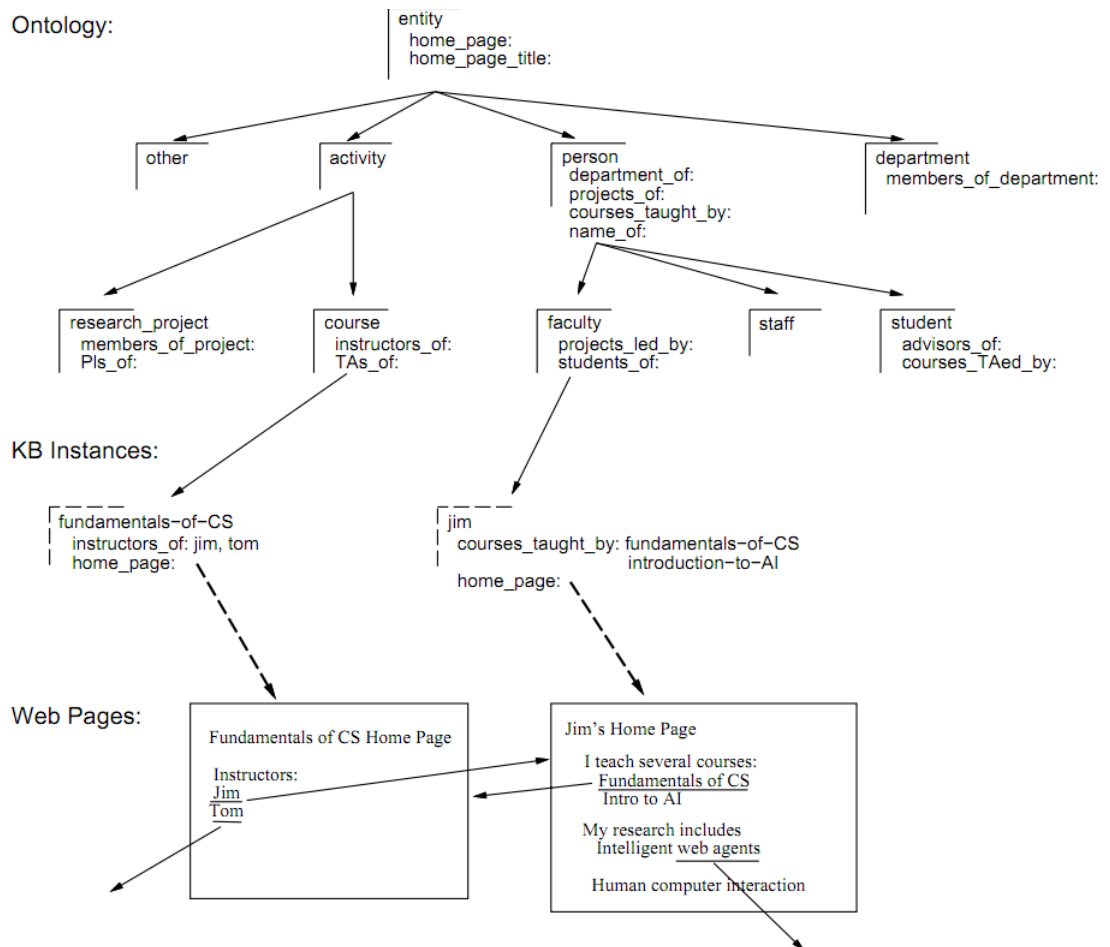 Ontology:
entity
home_page:
home_page_title:
other
activity
person
department_of:
projects_of:
courses_taught_by:
name_of:
department
members_of_department:
research_project
members_of_project:
PIs_of:
course
instructors_of:
TAs_of:
faculty
projects_led_by:
students_of:
staff
student
advisors_of:
courses_TAed_by:
KB Instances:
fundamentals-of-CS
instructors_of: jim, tom
home_page:
jim
courses_taught_by: fundamentals-of-CS
introduction-to-AI
home_page:
Web Pages:
Fundamentals of CS Home Page
Instructors:
Jim
Tom
Jim's Home Page
I teach several courses:
Fundamentals of CS
Intro to AI
My research includes
Intelligent web agents
Human computer interaction